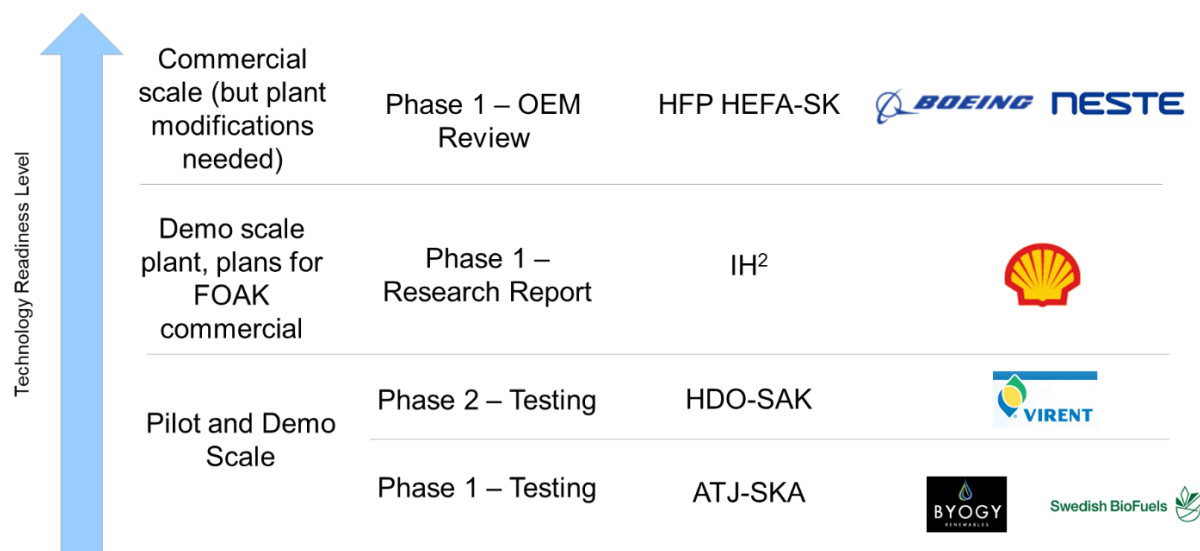 Technology Readiness Level
Commercial
scale (but plant
modifications
needed)
Phase 1 – OEM
Review
HFP HEFA-SK
BOEING
NESTE
Demo scale
plant, plans for
FOAK
commercial
Phase 1 –
Research Report
IH²
Pilot and Demo
Scale
Phase 2 – Testing
HDO-SAK
VIRENT
Phase 1 – Testing
ATJ-SKA
BYOGY
RENEWABLES
Swedish BioFuels